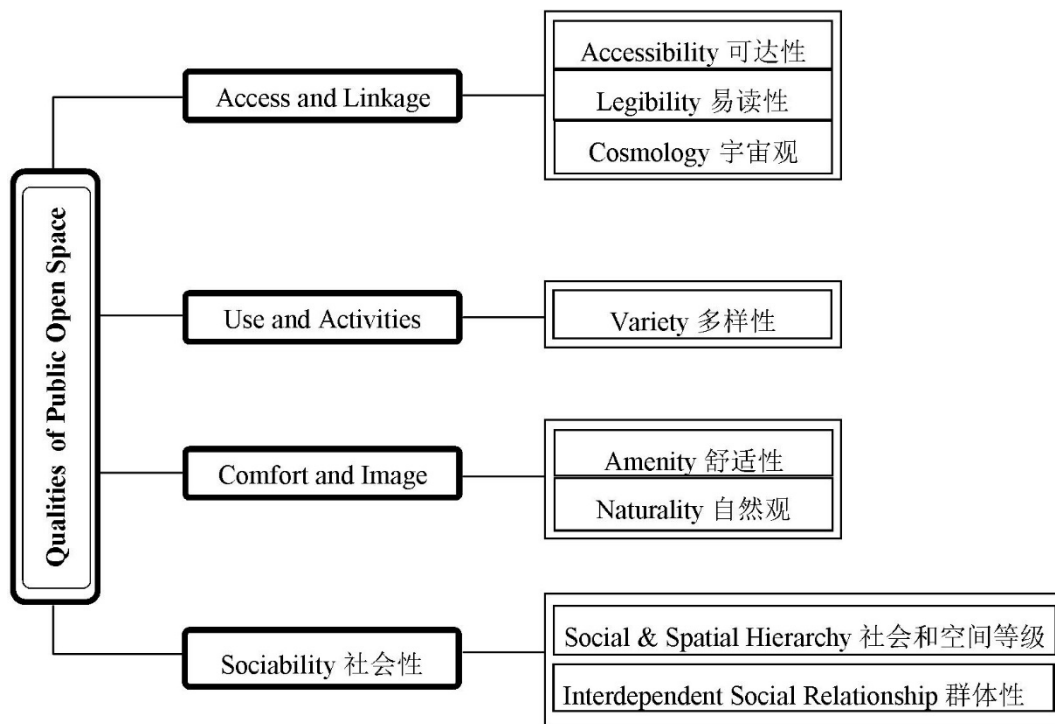 Qualities of Public Open Space
Access and Linkage
Accessibility 可达性
Legibility 易读性
Cosmology 宇宙观
Use and Activities
Variety 多样性
Comfort and Image
Amenity 舒适性
Naturality 自然观
Sociability 社会性
Social & Spatial Hierarchy 社会和空间等级
Interdependent Social Relationship 群体性